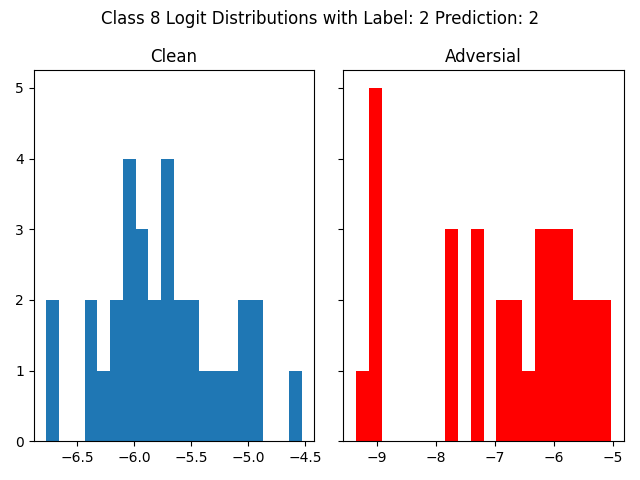 Class 8 Logit Distributions with Label: 2 Prediction: 2
Clean
Adversial
5
4
3
2
1
0
−6.5 −6.0 −5.5 −5.0 −4.5
−9 −8 −7 −6 −5